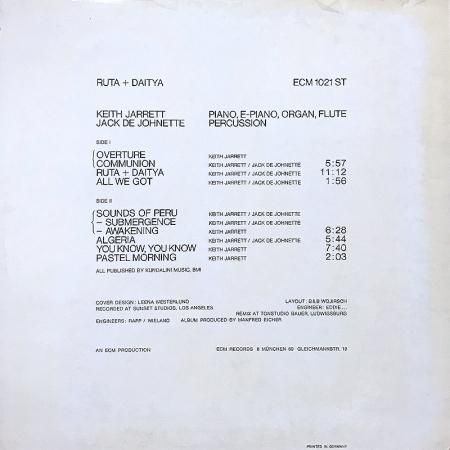 RUTA + DAITYA ECM 1021 ST
KEITH JARRETT PIANO, E-PIANO, ORGAN, FLUTE
JACK DE JOHNETTE PERCUSSION
SIDE I
OVERTURE KEITH JARRETT
COMMUNION KEITH JARRETT / JACK DE JOHNETTE 5:57
RUTA + DAITYA KEITH JARRETT / JACK DE JOHNETTE 11:12
ALL WE GOT KEITH JARRETT / JACK DE JOHNETTE 1:56
SIDE II
SOUNDS OF PERU KEITH JARRETT / JACK DE JOHNETTE
– SUBMERGENCE KEITH JARRETT / JACK DE JOHNETTE
– AWAKENING KEITH JARRETT 6:28
ALGERIA KEITH JARRETT / JACK DE JOHNETTE 5:44
YOU KNOW, YOU KNOW KEITH JARRETT 7:40
PASTEL MORNING KEITH JARRETT 2:03
ALL PUBLISHED BY KUNDALINI MUSIC, BMI
COVER DESIGN : LEENA WESTERLUND LAYOUT : B&B WOJIRSCH
RECORDED AT SUNSET STUDIOS, LOS ANGELES ENGINEER: EDDIE...
REMIX AT TONSTUDIO BAUER, LUDWIGSBURG
ENGINEERS : RAPP / WIELAND ALBUM PRODUCED BY MANFRED EICHER
AN ECM PRODUCTION ECM RECORDS 8 MÜNCHEN 60 GLEICHMANNSTR. 10
PRINTED IN GERMANY